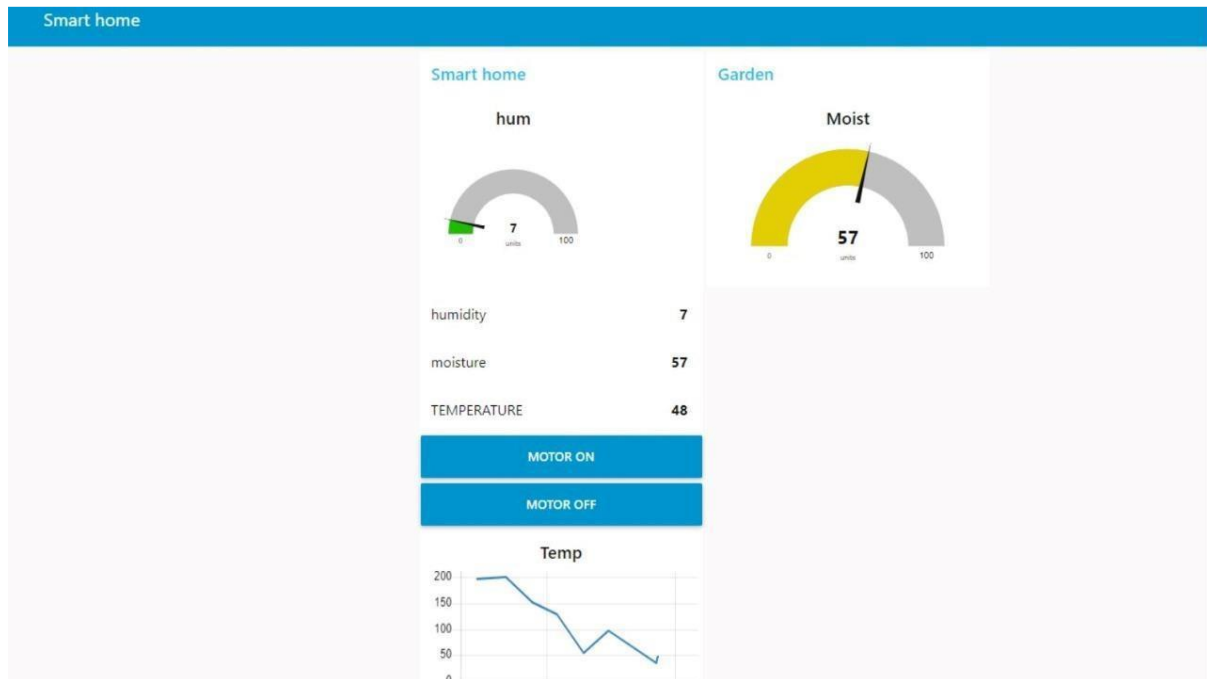 Smart home
Smart home
hum
7
0
units
100
humidity 7
moisture 57
TEMPERATURE 48
MOTOR ON
MOTOR OFF
Temp
200
150
100
50
0
Garden
Moist
57
0
units
100